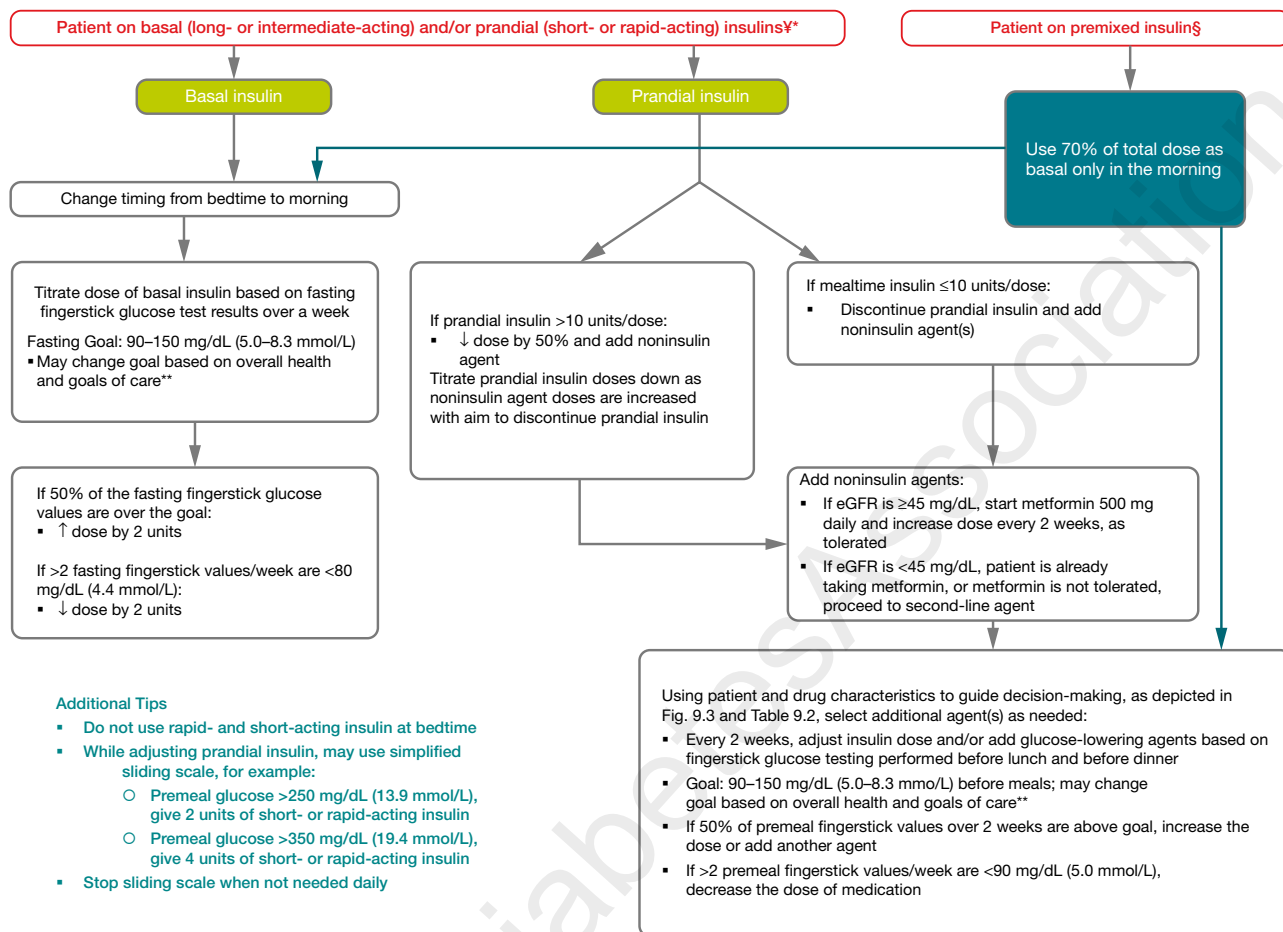 Patient on basal (long- or intermediate-acting) and/or prandial (short- or rapid-acting) insulins¥*
Patient on premixed insulin§
Basal insulin
Prandial insulin
Use 70% of total dose as
basal only in the morning
Change timing from bedtime to morning
Titrate dose of basal insulin based on fasting
fingerstick glucose test results over a week
Fasting Goal: 90–150 mg/dL (5.0–8.3 mmol/L)
▪ May change goal based on overall health
and goals of care**
If prandial insulin >10 units/dose:
▪ ↓ dose by 50% and add noninsulin
agent
Titrate prandial insulin doses down as
noninsulin agent doses are increased
with aim to discontinue prandial insulin
If mealtime insulin ≤10 units/dose:
▪ Discontinue prandial insulin and add
noninsulin agent(s)
If 50% of the fasting fingerstick glucose
values are over the goal:
▪ ↑ dose by 2 units
If >2 fasting fingerstick values/week are <80
mg/dL (4.4 mmol/L):
▪ ↓ dose by 2 units
Add noninsulin agents:
▪ If eGFR is ≥45 mg/dL, start metformin 500 mg
daily and increase dose every 2 weeks, as
tolerated
▪ If eGFR is <45 mg/dL, patient is already
taking metformin, or metformin is not tolerated,
proceed to second-line agent
Additional Tips
▪ Do not use rapid- and short-acting insulin at bedtime
▪ While adjusting prandial insulin, may use simplified
sliding scale, for example:
○ Premeal glucose >250 mg/dL (13.9 mmol/L),
give 2 units of short- or rapid-acting insulin
○ Premeal glucose >350 mg/dL (19.4 mmol/L),
give 4 units of short- or rapid-acting insulin
▪ Stop sliding scale when not needed daily
Using patient and drug characteristics to guide decision-making, as depicted in
Fig. 9.3 and Table 9.2, select additional agent(s) as needed:
▪ Every 2 weeks, adjust insulin dose and/or add glucose-lowering agents based on
fingerstick glucose testing performed before lunch and before dinner
▪ Goal: 90–150 mg/dL (5.0–8.3 mmo/L) before meals; may change
goal based on overall health and goals of care**
▪ If 50% of premeal fingerstick values over 2 weeks are above goal, increase the
dose or add another agent
▪ If >2 premeal fingerstick values/week are <90 mg/dL (5.0 mmol/L),
decrease the dose of medication
iabetesAssociation